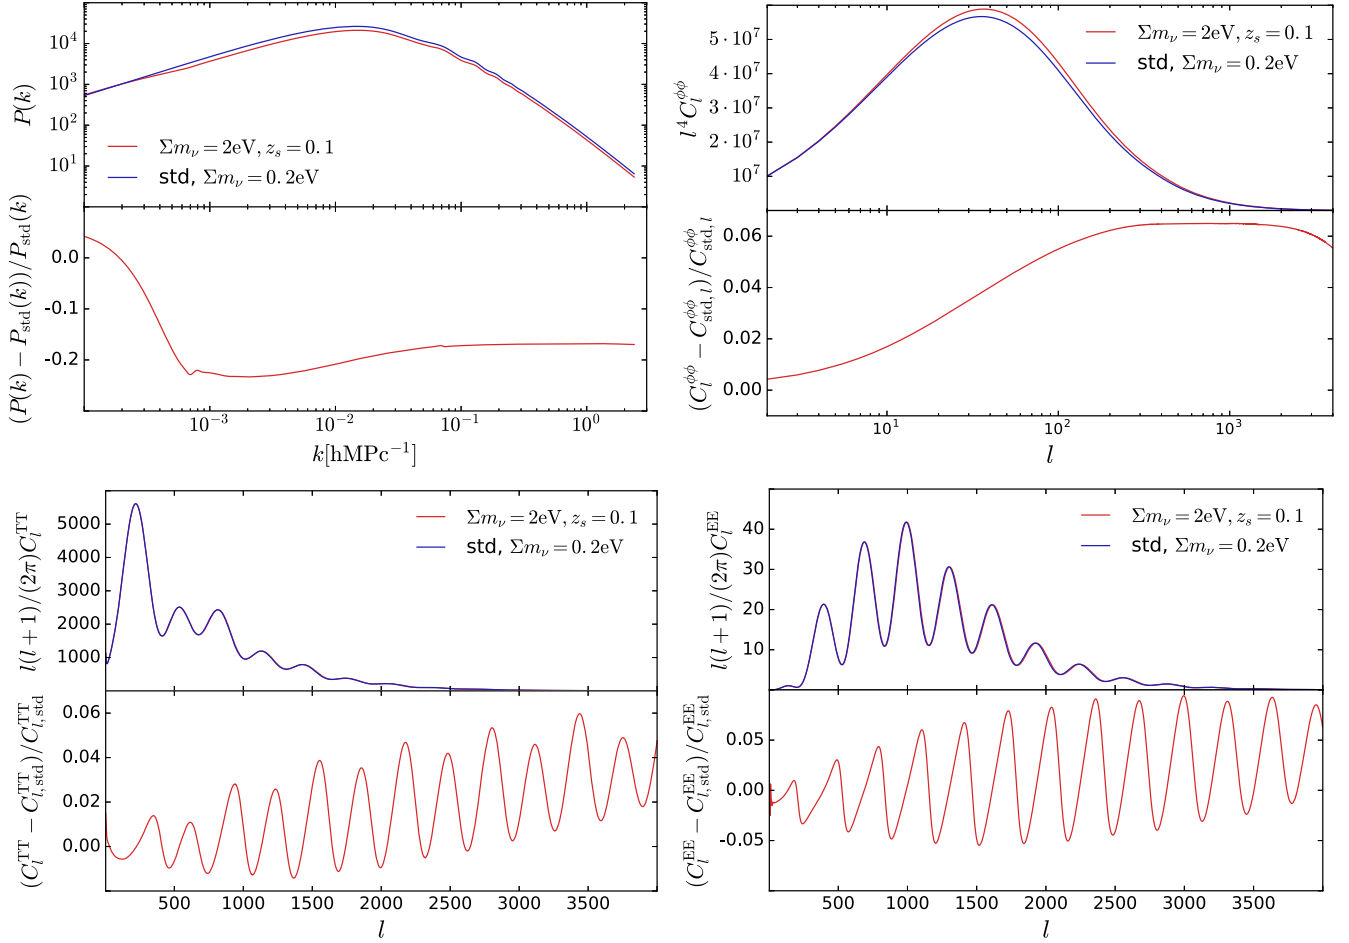 10^4
10^3
10^2
10^1
P(k)
Σm_ν = 2eV, z_s = 0.1
std, Σm_ν = 0.2eV
0.0
-0.1
-0.2
(P(k) − P_std(k))/P_std(k)
10^−3 10^−2 10^−1 10^0
k[hMPc^−1]
5 · 10^7
4 · 10^7
3 · 10^7
2 · 10^7
10^7
l^4 C_l^ϕϕ
Σm_ν = 2eV, z_s = 0.1
std, Σm_ν = 0.2eV
0.06
0.04
0.02
0.00
(C_l^ϕϕ − C_std,l^ϕϕ)/C_std,l^ϕϕ
10^1 10^2 10^3
l
5000
4000
3000
2000
1000
l(l + 1)/(2π)C_l^TT
Σm_ν = 2eV, z_s = 0.1
std, Σm_ν = 0.2eV
0.06
0.04
0.02
0.00
(C_l^TT − C_l,std^TT)/C_l,std^TT
500 1000 1500 2000 2500 3000 3500
l
40
30
20
10
l(l + 1)/(2π)C_l^EE
Σm_ν = 2eV, z_s = 0.1
std, Σm_ν = 0.2eV
0.05
0.00
-0.05
(C_l^EE − C_l,std^EE)/C_l,std^EE
500 1000 1500 2000 2500 3000 3500
l